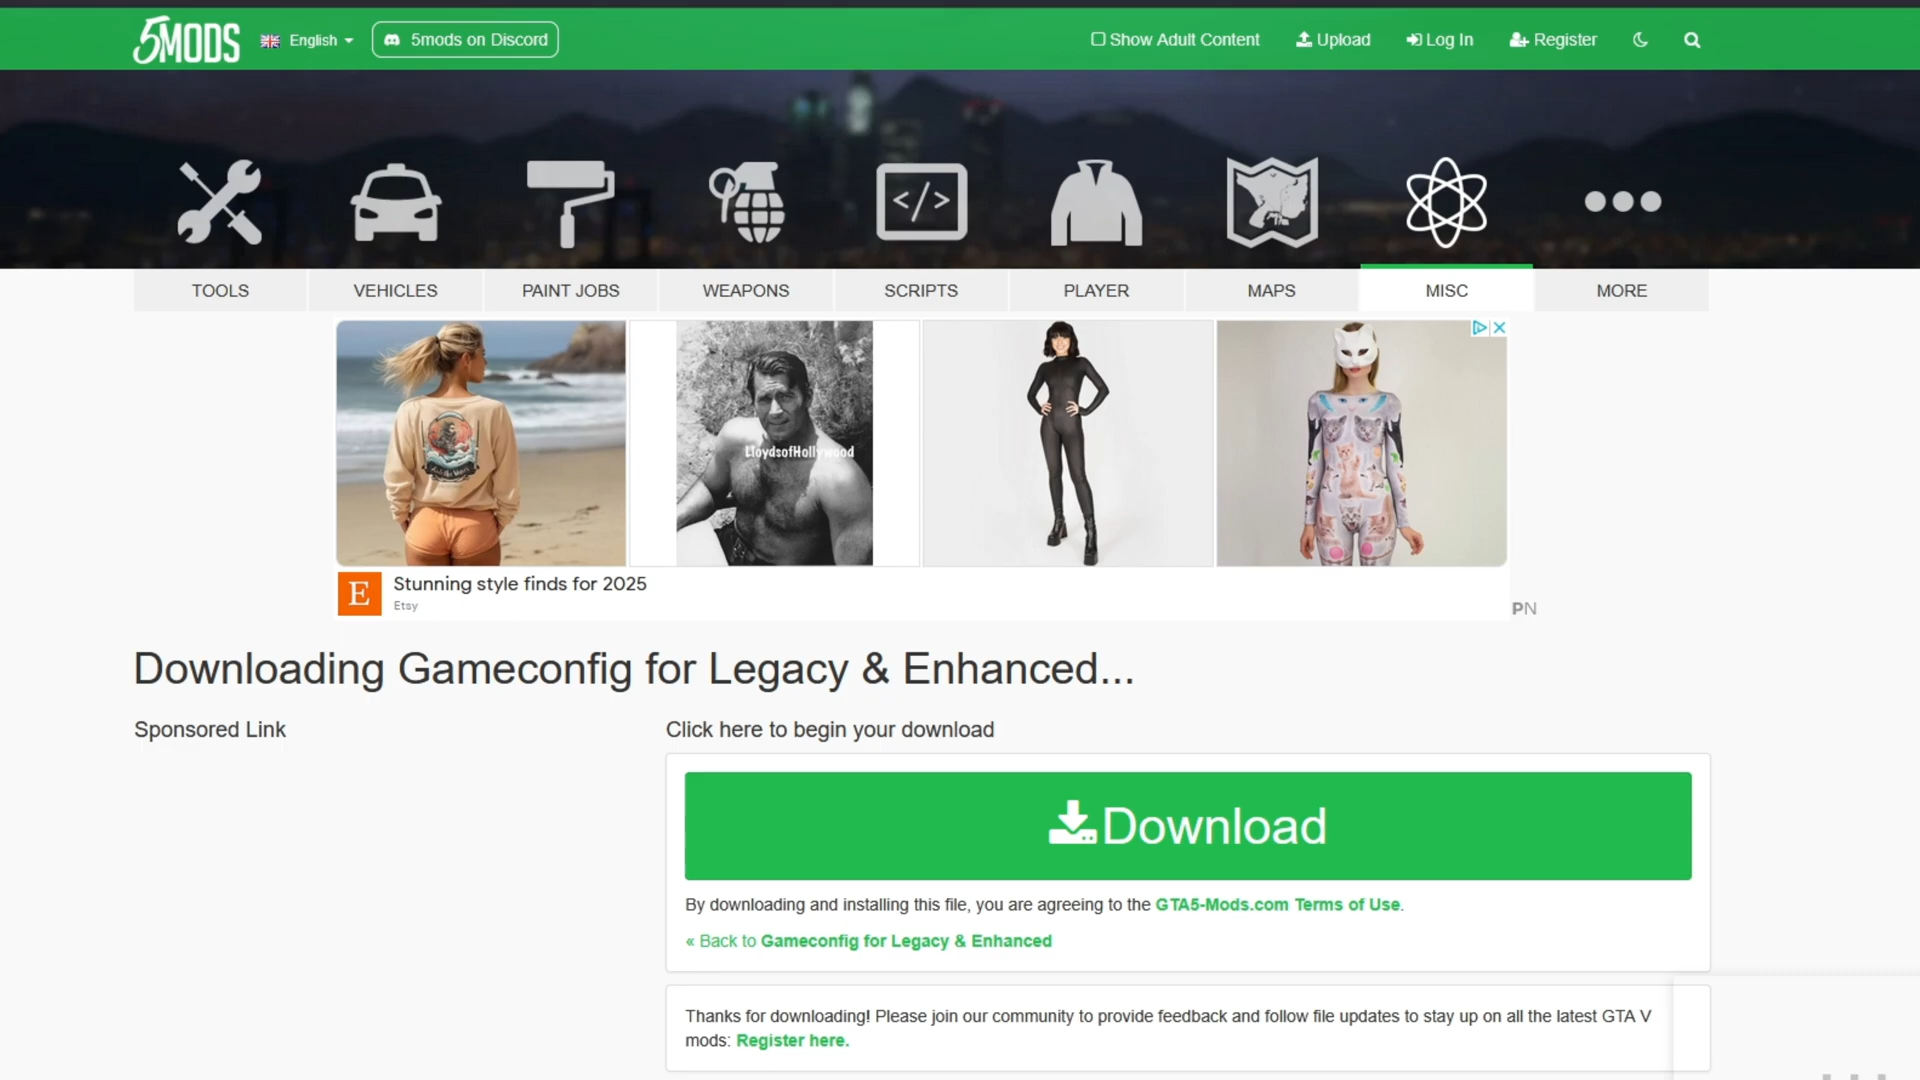 5MODS English 5mods on Discord Show Adult Content Upload Log In Register
</>
TOOLS VEHICLES PAINT JOBS WEAPONS SCRIPTS PLAYER MAPS MISC MORE
LloydsofHollywood
Stunning style finds for 2025
E
Etsy
PN
Downloading Gameconfig for Legacy & Enhanced...
Sponsored Link
Click here to begin your download
Download
By downloading and installing this file, you are agreeing to the GTA5-Mods.com Terms of Use.
« Back to Gameconfig for Legacy & Enhanced
Thanks for downloading! Please join our community to provide feedback and follow file updates to stay up on all the latest GTA V
mods: Register here.